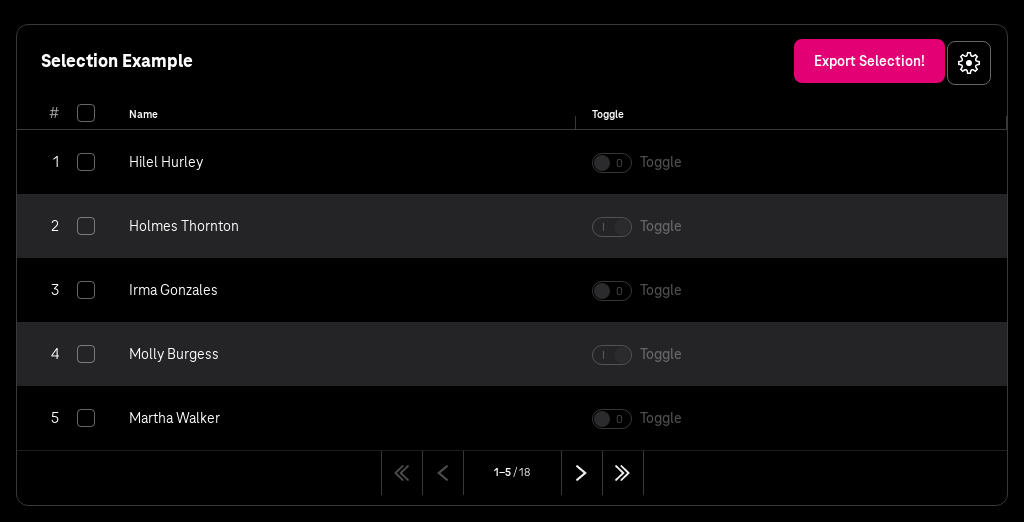 Selection Example
Export Selection!
# Name Toggle
1 Hilel Hurley 0 Toggle
2 Holmes Thornton I Toggle
3 Irma Gonzales 0 Toggle
4 Molly Burgess I Toggle
5 Martha Walker 0 Toggle
1–5 / 18